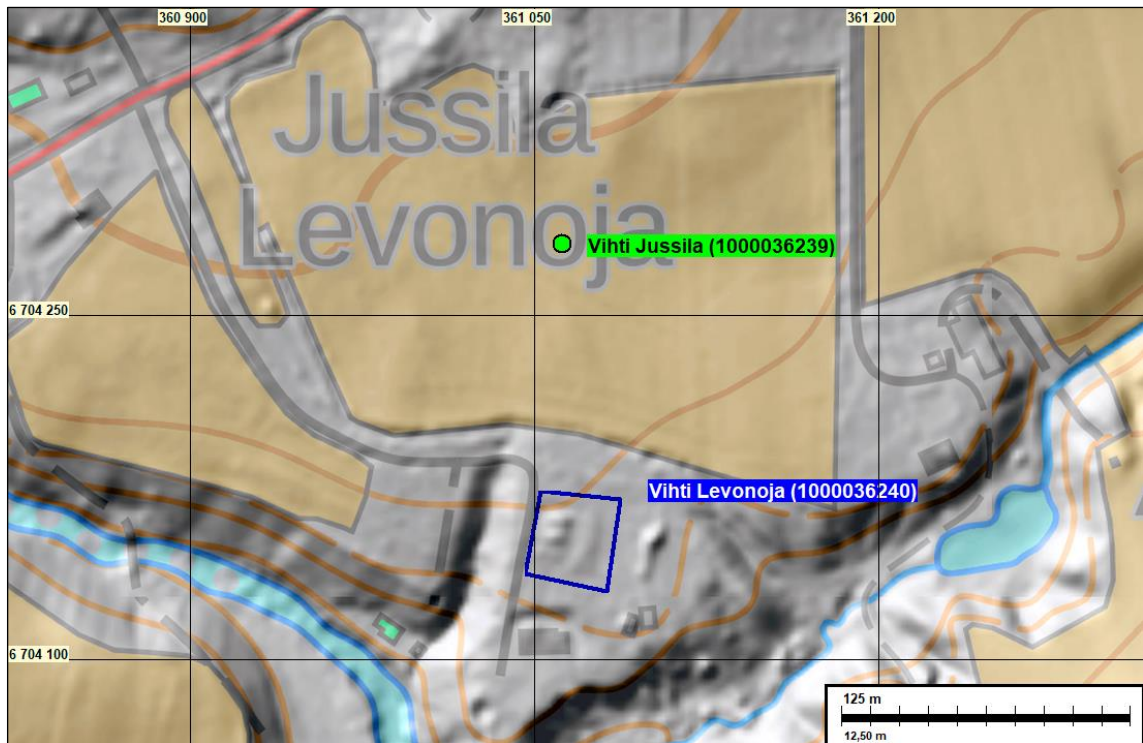 360 900
361 050
361 200
Jussila
Levonoja
Vihti Jussila (1000036239)
6 704 250
Vihti Levonoja (1000036240)
6 704 100
125 m
12,50 m